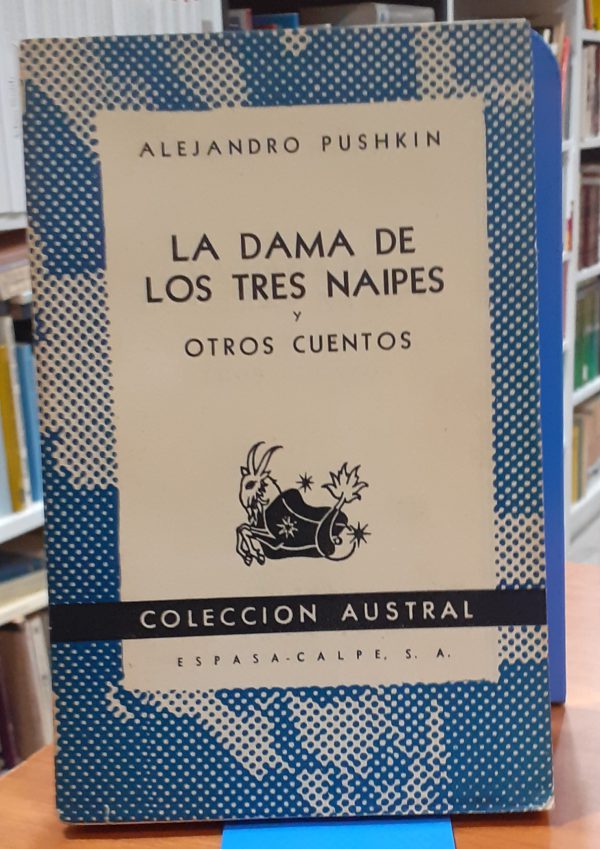 ALEJANDRO PUSHKIN
LA DAMA DE
LOS TRES NAIPES
Y
OTROS CUENTOS
COLECCION AUSTRAL
ESPASA-CALPE, S. A.